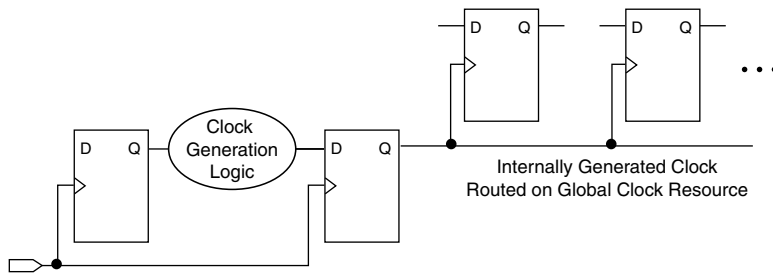 D Q
D Q
Clock
Generation
Logic
D Q
D Q
Internally Generated Clock
Routed on Global Clock Resource